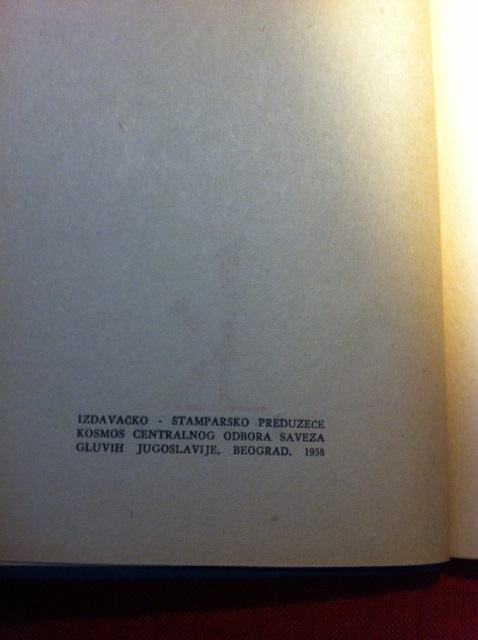 IZDAVAČKO - ŠTAMPARSKO PREDUZEĆE
KOSMOS CENTRALNOG ODBORA SAVEZA
GLUVIH JUGOSLAVIJE, BEOGRAD, 1958